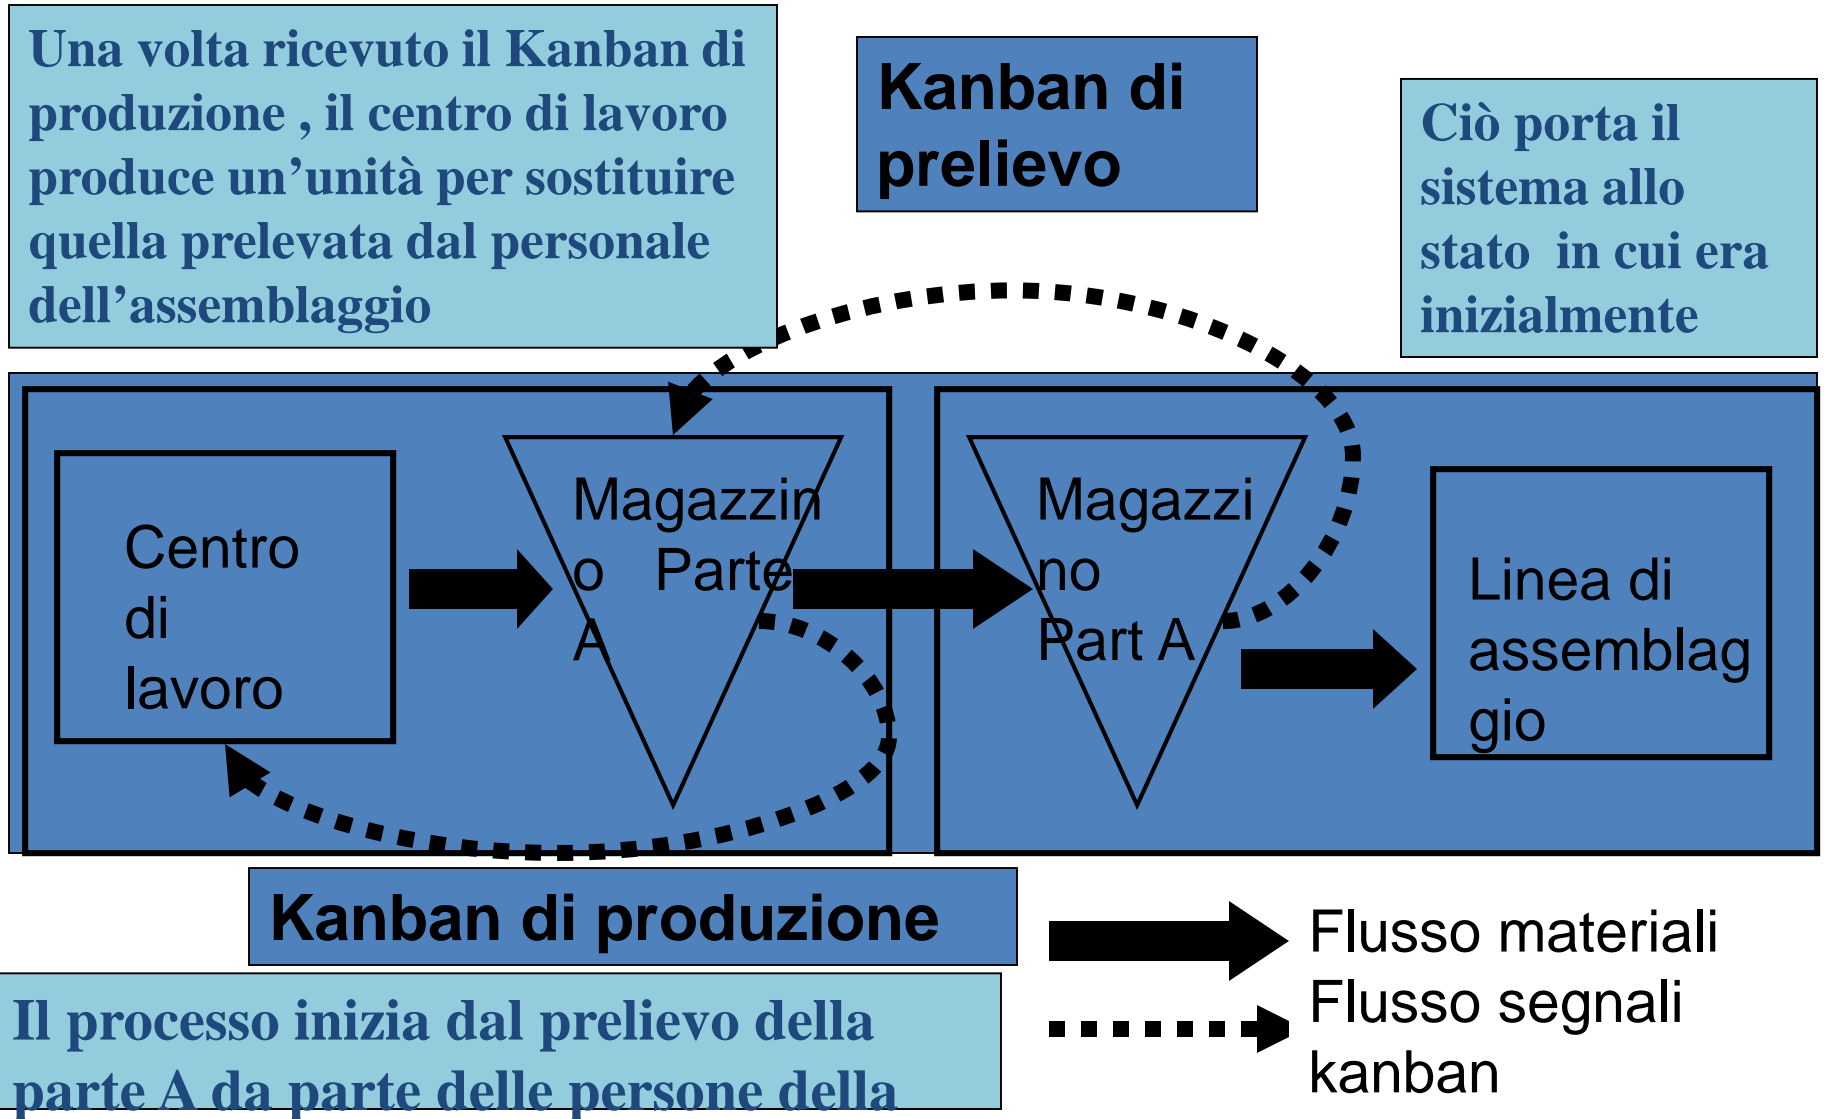 Una volta ricevuto il Kanban di
produzione , il centro di lavoro
produce un’unità per sostituire
quella prelevata dal personale
dell’assemblaggio
Kanban di
prelievo
Ciò porta il
sistema allo
stato in cui era
inizialmente
Centro
di
lavoro
Magazzin
o Parte
A
Magazzi
no
Part A
Linea di
assemblag
gio
Kanban di produzione
Il processo inizia dal prelievo della
parte A da parte delle persone della
Flusso materiali
Flusso segnali
kanban